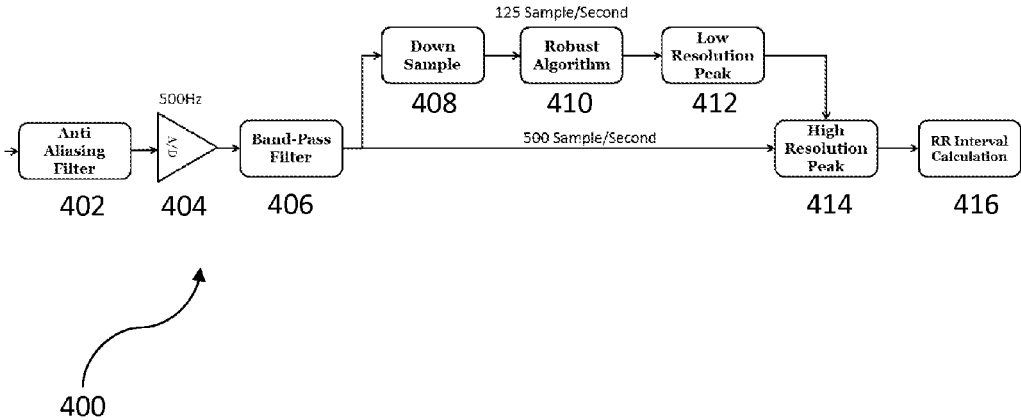 125 Sample/Second
Down
Sample
408
Robust
Algorithm
410
Low
Resolution
Peak
412
500Hz
Anti
Aliasing
Filter
402
A/D
404
Band-Pass
Filter
406
500 Sample/Second
High
Resolution
Peak
414
RR Interval
Calculation
416
400